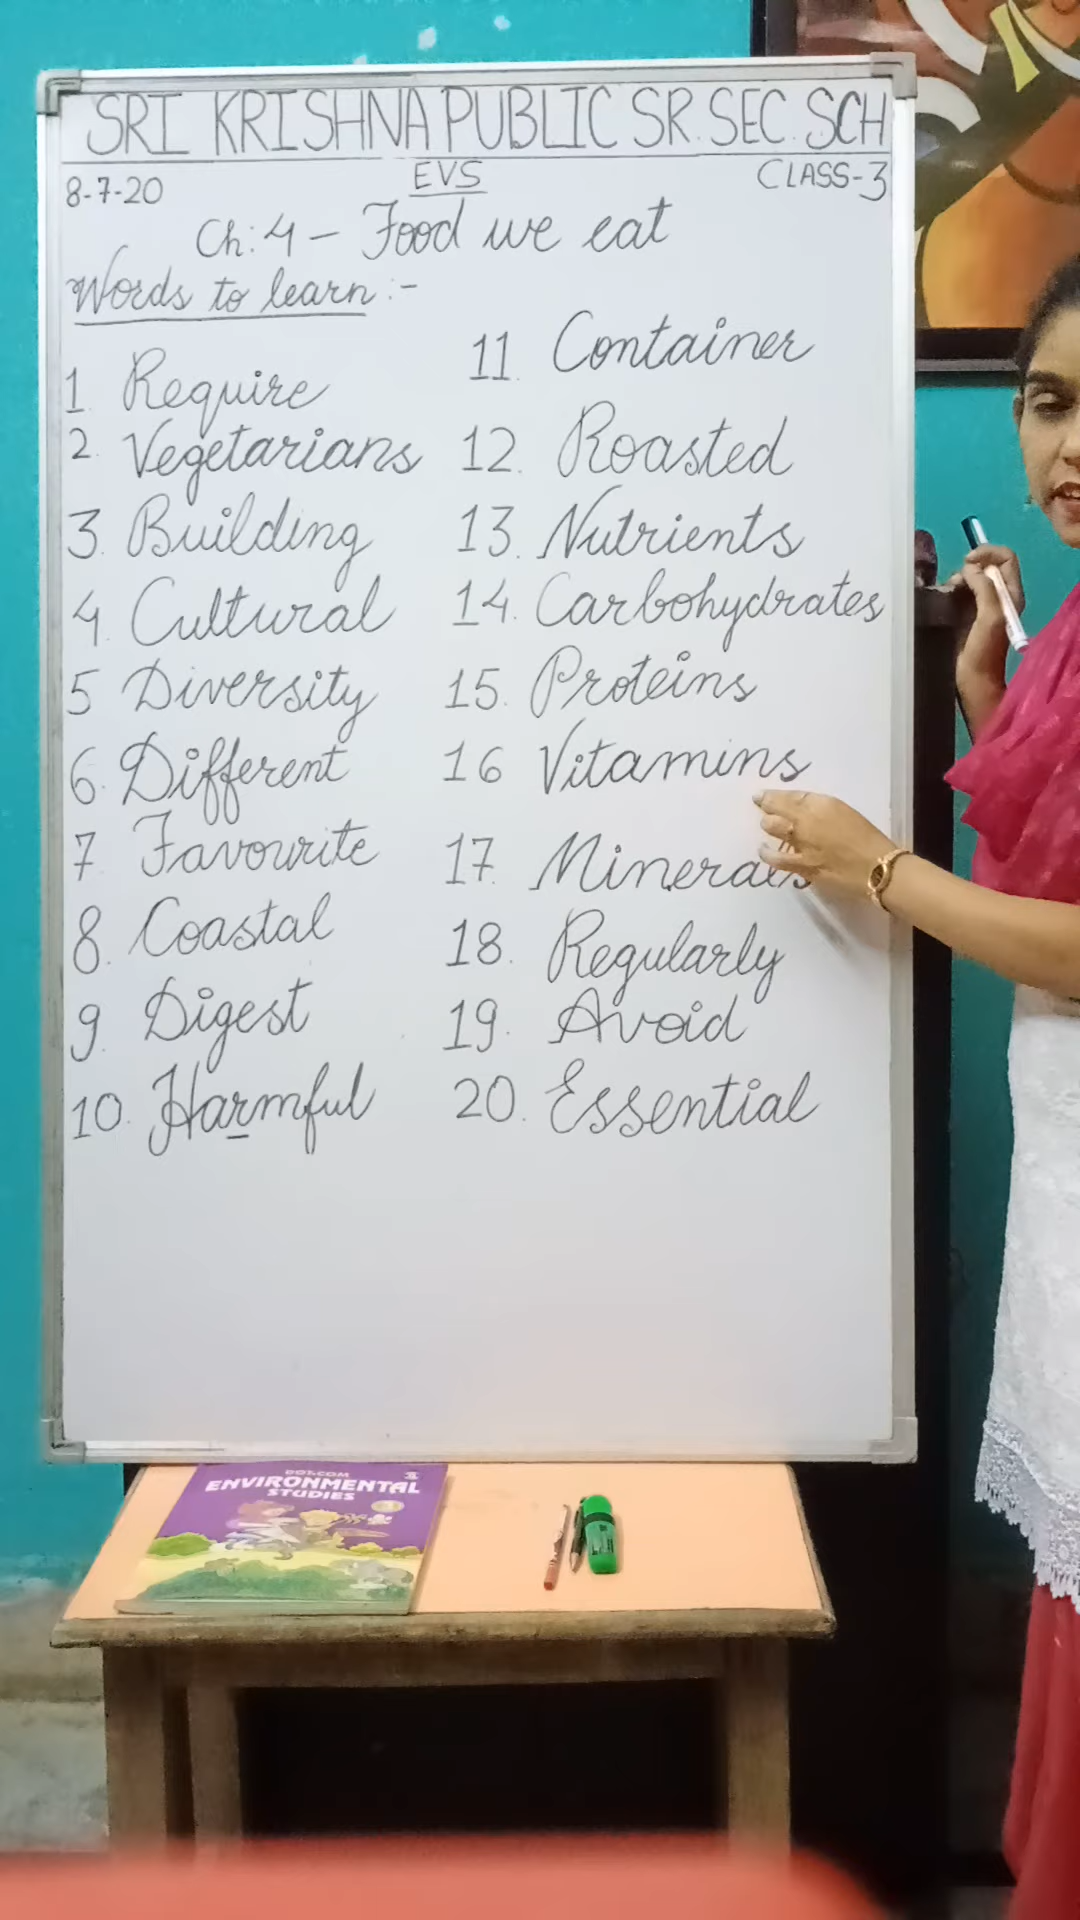 SRI KRISHNA PUBLIC SR. SEC. SCH
8-7-20 EVS CLASS-3
Ch: 4 - Food we eat
Words to learn :-
1. Require
2. Vegetarians
3. Building
4. Cultural
5 Diversity
6. Different
7. Favourite
8. Coastal
9. Digest
10. Harmful
11. Container
12. Roasted
13. Nutrients
14. Carbohydrates
15. Proteins
16 Vitamins
17. Minerals
18. Regularly
19. Avoid
20. Essential
DOT.COM
ENVIRONMENTAL
STUDIES